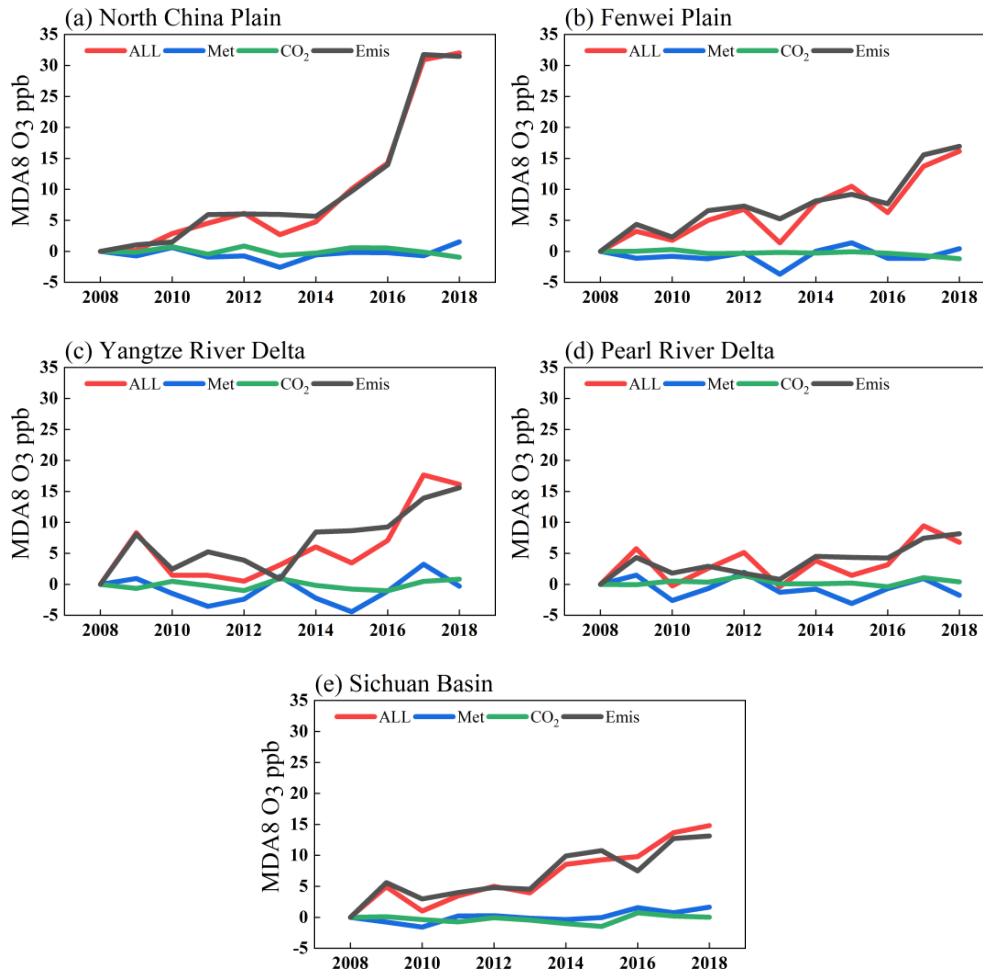 (a) North China Plain
ALL Met CO₂ Emis
MDA8 O₃ ppb
35
30
25
20
15
10
5
0
-5
2008 2010 2012 2014 2016 2018
(b) Fenwei Plain
ALL Met CO₂ Emis
MDA8 O₃ ppb
35
30
25
20
15
10
5
0
-5
2008 2010 2012 2014 2016 2018
(c) Yangtze River Delta
ALL Met CO₂ Emis
MDA8 O₃ ppb
35
30
25
20
15
10
5
0
-5
2008 2010 2012 2014 2016 2018
(d) Pearl River Delta
ALL Met CO₂ Emis
MDA8 O₃ ppb
35
30
25
20
15
10
5
0
-5
2008 2010 2012 2014 2016 2018
(e) Sichuan Basin
ALL Met CO₂ Emis
MDA8 O₃ ppb
35
30
25
20
15
10
5
0
-5
2008 2010 2012 2014 2016 2018